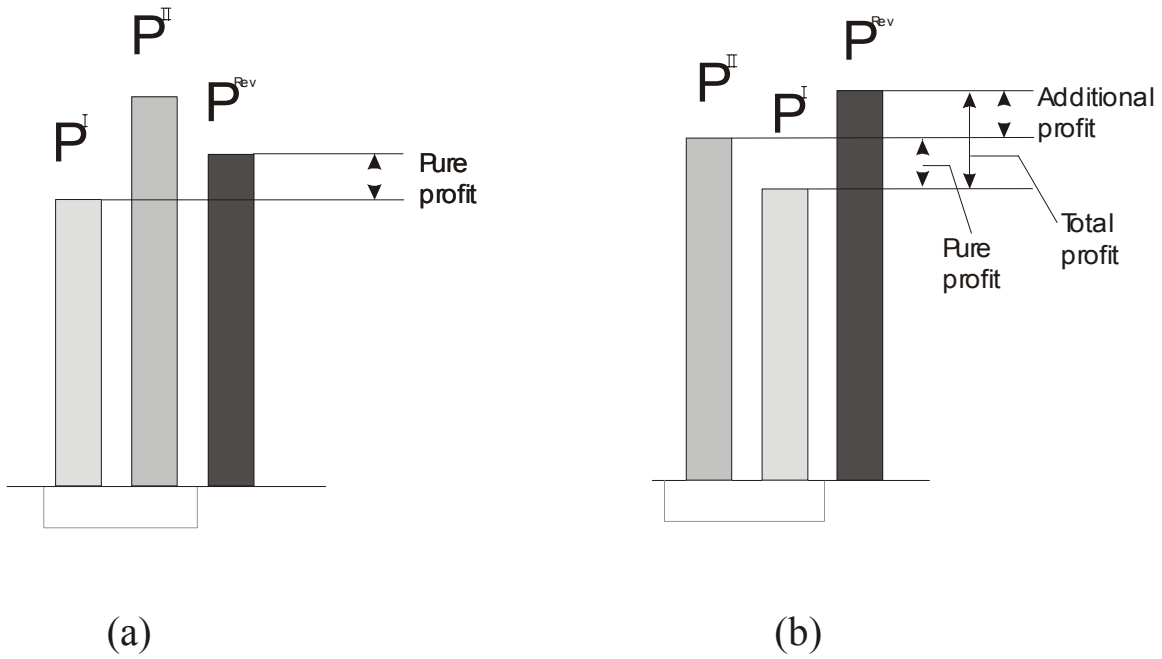 P^II
P^I
P^Rev
Pure
profit
(a)
P^II
P^I
P^Rev
Additional
profit
Total
profit
Pure
profit
(b)